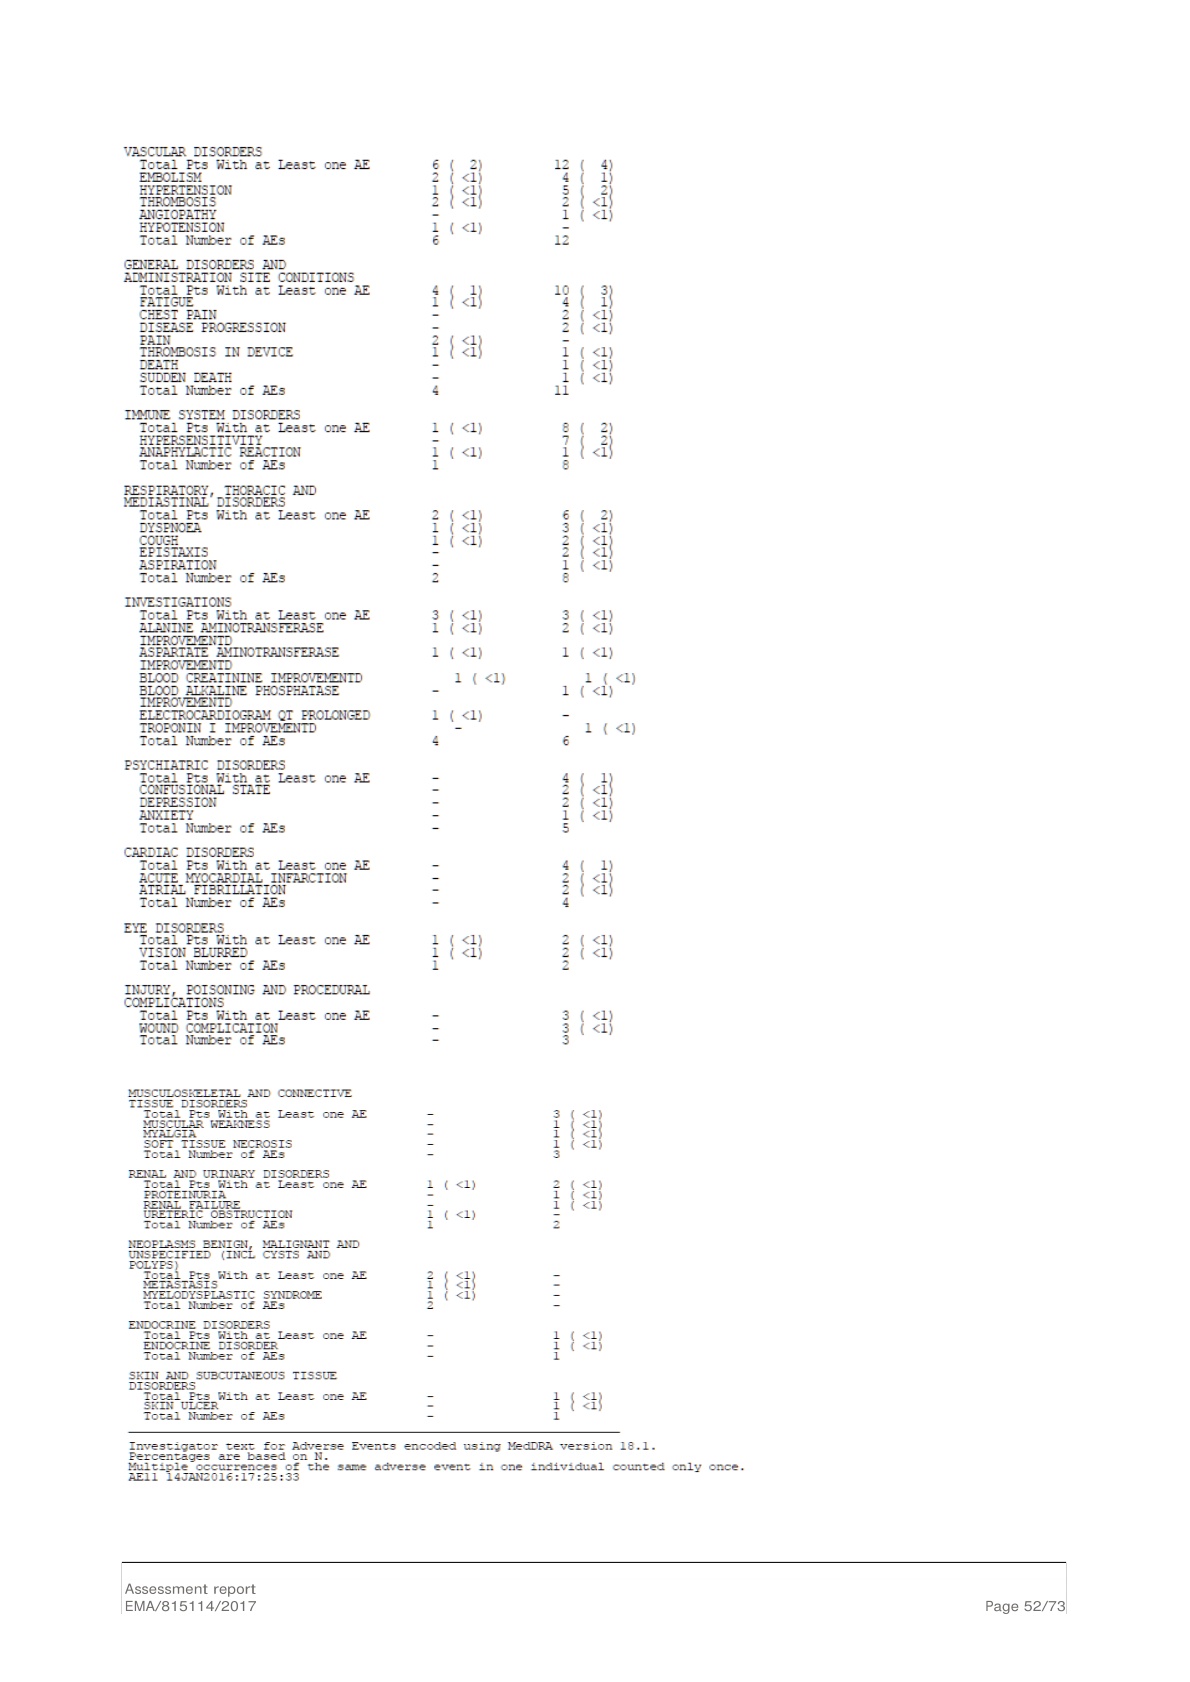 VASCULAR DISORDERS
Total Pts With at Least one AE 6 ( 2) 12 ( 4)
EMBOLISM 2 ( <1) 4 ( 1)
HYPERTENSION 1 ( <1) 5 ( 2)
THROMBOSIS 2 ( <1) 2 ( <1)
ANGIOPATHY - 1 ( <1)
HYPOTENSION 1 ( <1) -
Total Number of AEs 6 12
GENERAL DISORDERS AND
ADMINISTRATION SITE CONDITIONS
Total Pts With at Least one AE 4 ( 1) 10 ( 3)
FATIGUE 1 ( <1) 4 ( 1)
CHEST PAIN - 2 ( <1)
DISEASE PROGRESSION - 2 ( <1)
PAIN 2 ( <1) -
THROMBOSIS IN DEVICE 1 ( <1) 1 ( <1)
DEATH - 1 ( <1)
SUDDEN DEATH - 1 ( <1)
Total Number of AEs 4 11
IMMUNE SYSTEM DISORDERS
Total Pts With at Least one AE 1 ( <1) 8 ( 2)
HYPERSENSITIVITY - 7 ( 2)
ANAPHYLACTIC REACTION 1 ( <1) 1 ( <1)
Total Number of AEs 1 8
RESPIRATORY, THORACIC AND
MEDIASTINAL DISORDERS
Total Pts With at Least one AE 2 ( <1) 6 ( 2)
DYSPNOEA 1 ( <1) 3 ( <1)
COUGH 1 ( <1) 2 ( <1)
EPISTAXIS - 2 ( <1)
ASPIRATION - 1 ( <1)
Total Number of AEs 2 8
INVESTIGATIONS
Total Pts With at Least one AE 3 ( <1) 3 ( <1)
ALANINE AMINOTRANSFERASE 1 ( <1) 2 ( <1)
IMPROVEMENTD
ASPARTATE AMINOTRANSFERASE 1 ( <1) 1 ( <1)
IMPROVEMENTD
BLOOD CREATININE IMPROVEMENTD 1 ( <1) 1 ( <1)
BLOOD ALKALINE PHOSPHATASE - 1 ( <1)
IMPROVEMENTD
ELECTROCARDIOGRAM QT PROLONGED 1 ( <1) -
TROPONIN I IMPROVEMENTD - 1 ( <1)
Total Number of AEs 4 6
PSYCHIATRIC DISORDERS
Total Pts With at Least one AE - 4 ( 1)
CONFUSIONAL STATE - 2 ( <1)
DEPRESSION - 2 ( <1)
ANXIETY - 1 ( <1)
Total Number of AEs - 5
CARDIAC DISORDERS
Total Pts With at Least one AE - 4 ( 1)
ACUTE MYOCARDIAL INFARCTION - 2 ( <1)
ATRIAL FIBRILLATION - 2 ( <1)
Total Number of AEs - 4
EYE DISORDERS
Total Pts With at Least one AE 1 ( <1) 2 ( <1)
VISION BLURRED 1 ( <1) 2 ( <1)
Total Number of AEs 1 2
INJURY, POISONING AND PROCEDURAL
COMPLICATIONS
Total Pts With at Least one AE - 3 ( <1)
WOUND COMPLICATION - 3 ( <1)
Total Number of AEs - 3
MUSCULOSKELETAL AND CONNECTIVE
TISSUE DISORDERS
Total Pts With at Least one AE - 3 ( <1)
MUSCULAR WEAKNESS - 1 ( <1)
MYALGIA - 1 ( <1)
SOFT TISSUE NECROSIS - 1 ( <1)
Total Number of AEs - 3
RENAL AND URINARY DISORDERS
Total Pts With at Least one AE 1 ( <1) 2 ( <1)
PROTEINURIA - 1 ( <1)
RENAL FAILURE - 1 ( <1)
URETERIC OBSTRUCTION 1 ( <1) -
Total Number of AEs 1 2
NEOPLASMS BENIGN, MALIGNANT AND
UNSPECIFIED (INCL CYSTS AND
POLYPS)
Total Pts With at Least one AE 2 ( <1) -
METASTASIS 1 ( <1) -
MYELODYSPLASTIC SYNDROME 1 ( <1) -
Total Number of AEs 2 -
ENDOCRINE DISORDERS
Total Pts With at Least one AE - 1 ( <1)
ENDOCRINE DISORDER - 1 ( <1)
Total Number of AEs - 1
SKIN AND SUBCUTANEOUS TISSUE
DISORDERS
Total Pts With at Least one AE - 1 ( <1)
SKIN ULCER - 1 ( <1)
Total Number of AEs - 1
Investigator text for Adverse Events encoded using MedDRA version 18.1.
Percentages are based on N.
Multiple occurrences of the same adverse event in one individual counted only once.
AE11 14JAN2016:17:25:33
Assessment report
EMA/815114/2017 Page 52/73